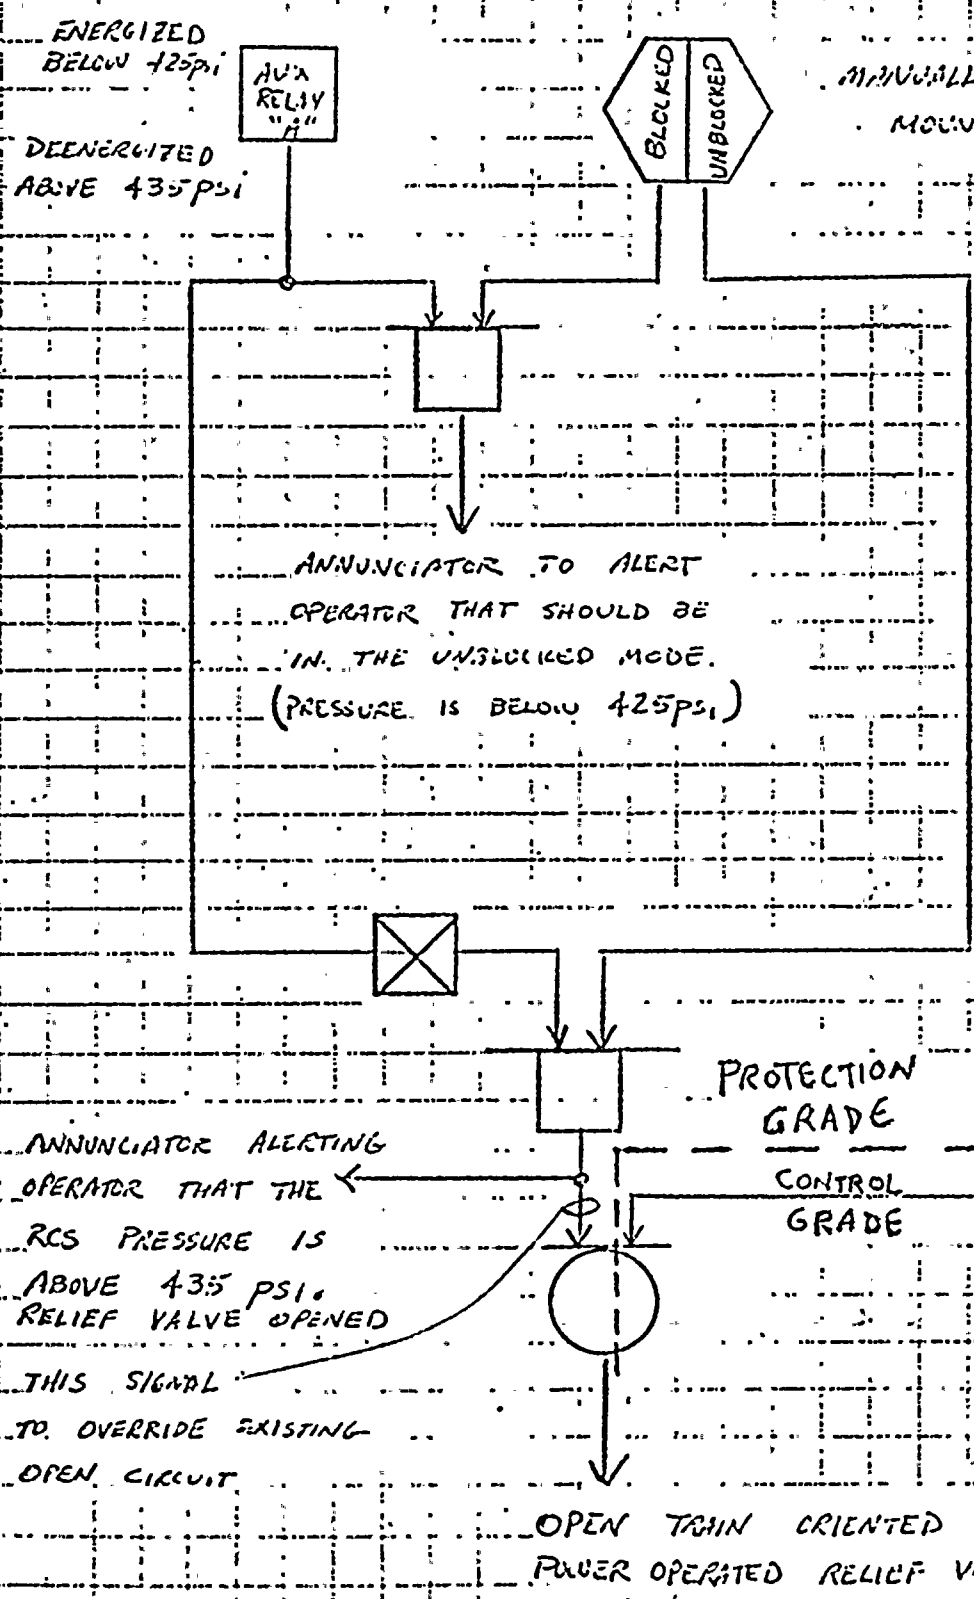 ENERGIZED
BELOW 425psi
DEENERGIZED
ABOVE 435psi
AUX
RELAY
BLOCKED
UNBLOCKED
ANNUNCIATOR TO ALERT
OPERATOR THAT SHOULD BE
IN THE UNBLOCKED MODE.
(PRESSURE IS BELOW 425psi)
PROTECTION
GRADE
CONTROL
GRADE
ANNUNCIATOR ALERTING
OPERATOR THAT THE
RCS PRESSURE IS
ABOVE 435 PSI.
RELIEF VALVE OPENED
THIS SIGNAL
TO OVERRIDE EXISTING
OPEN CIRCUIT
OPEN TRAIN ORIENTED
POWER OPERATED RELIEF